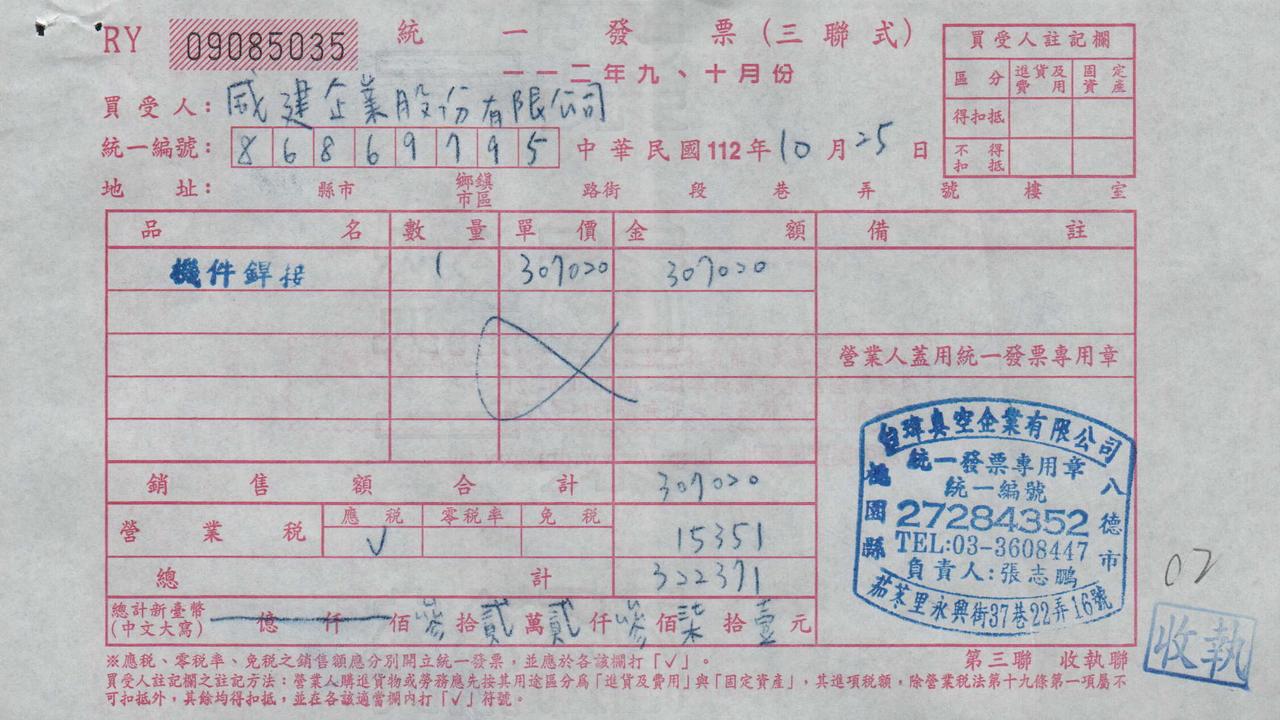 RY 09085035 統一發票(三聯式)
一一二年九、十月份
買受人：威建企業股份有限公司
統一編號：86869795 中華民國112年10月25日
地址： 縣市 鄉鎮市區 路街 段 巷 弄 號 樓 室
買受人註記欄
區分 進貨及費用 固定資產
得扣抵
不得扣抵
品名 數量 單價 金額 備註
機件銲接 1 307020 307020
營業人蓋用統一發票專用章
銷售額合計 307020
營業稅 應稅 零稅率 免稅
√ 15351
總計 322371
總計新臺幣(中文大寫) 億 仟 佰 參 拾 貳 萬 貳 仟 參 佰 柒 拾 壹 元
瑋真空企業有限公司
統一發票專用章
統一編號
27284352
TEL:03-3608447
負責人:張志鵬
桃園縣
八德市
茄苳里永興街37巷22弄16號
02
收執
※應稅、零稅率、免稅之銷售額應分別開立統一發票，並應於各該欄打「√」。
第三聯 收執聯
買受人註記欄之註記方法：營業人購進貨物或勞務應先按其用途區分為「進貨及費用」與「固定資產」，其進項稅額，除營業稅法第十九條第一項屬不
可扣抵外，其餘均得扣抵，並在各該適當欄內打「√」符號。